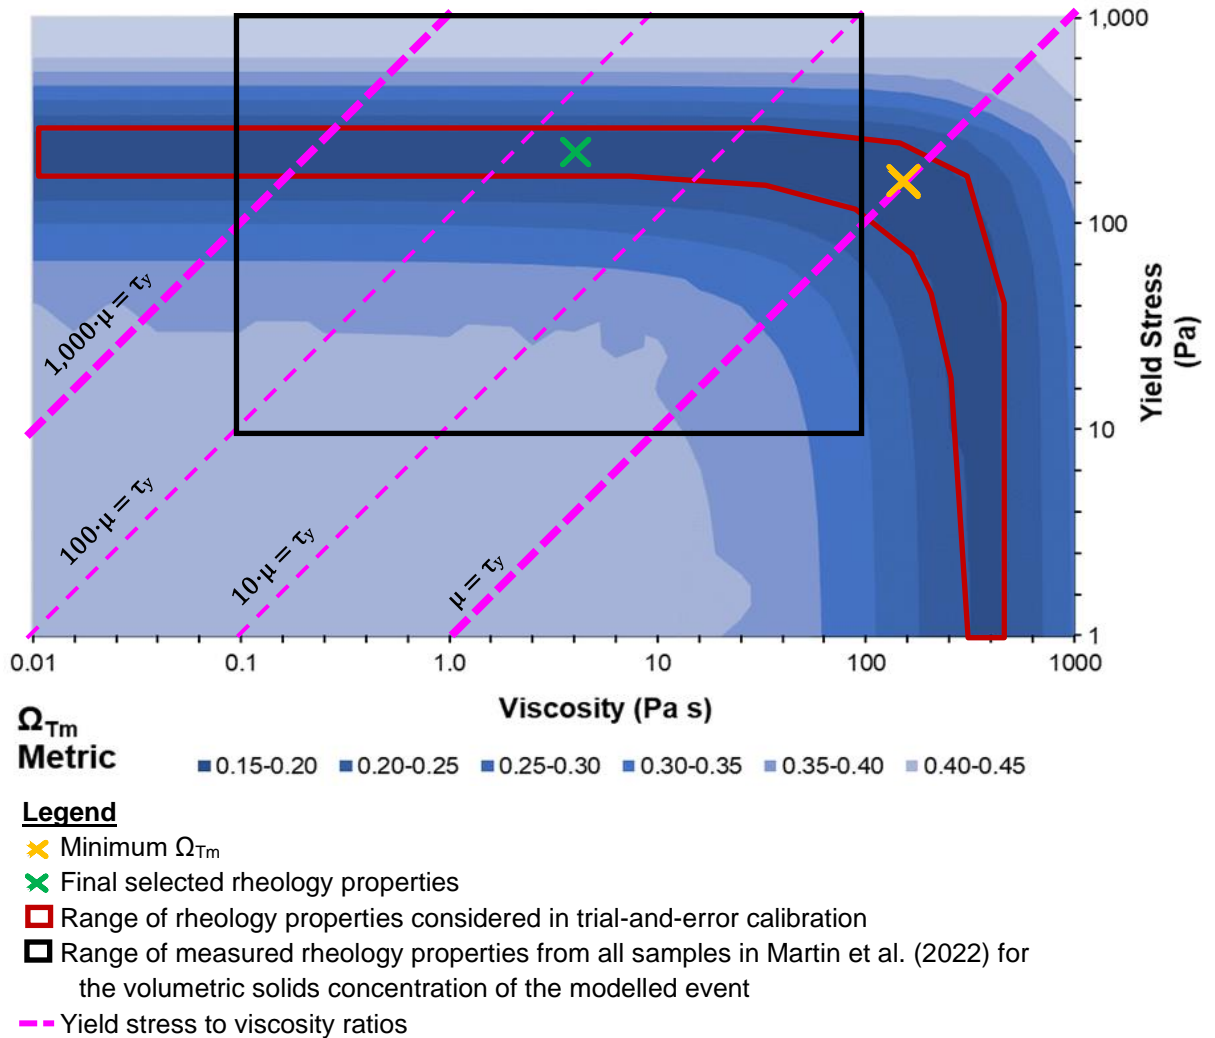 1,000
100
10
1
Yield Stress
(Pa)
1,000·μ = τy
100·μ = τy
10·μ = τy
μ = τy
0.01 0.1 1.0 10 100 1000
Viscosity (Pa s)
ΩTm
Metric
0.15-0.20 0.20-0.25 0.25-0.30 0.30-0.35 0.35-0.40 0.40-0.45
Legend
Minimum ΩTm
Final selected rheology properties
Range of rheology properties considered in trial-and-error calibration
Range of measured rheology properties from all samples in Martin et al. (2022) for
the volumetric solids concentration of the modelled event
Yield stress to viscosity ratios